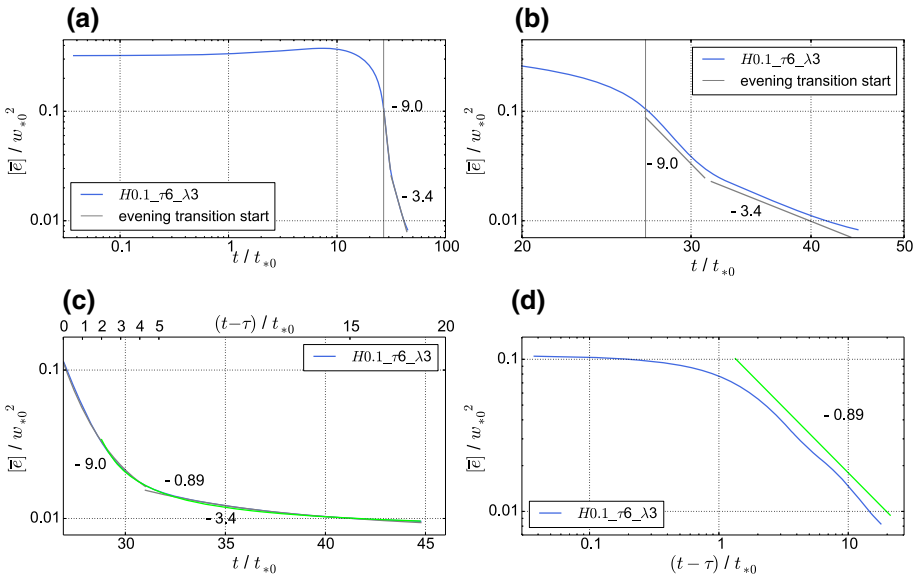 (a)
[e̅] / w*0²
0.1
0.01
- 9.0
- 3.4
H0.1_τ6_λ3
evening transition start
0.1 1 10 100
t / t*0
(b)
[e̅] / w*0²
0.1
0.01
H0.1_τ6_λ3
evening transition start
- 9.0
- 3.4
20 30 40 50
t / t*0
(c)
0 1 2 3 4 5 (t−τ) / t*0 15 20
[e̅] / w*0²
0.1
0.01
H0.1_τ6_λ3
- 9.0
- 0.89
- 3.4
30 35 40 45
t / t*0
(d)
[e̅] / w*0²
0.1
0.01
- 0.89
H0.1_τ6_λ3
0.1 1 10
(t−τ) / t*0